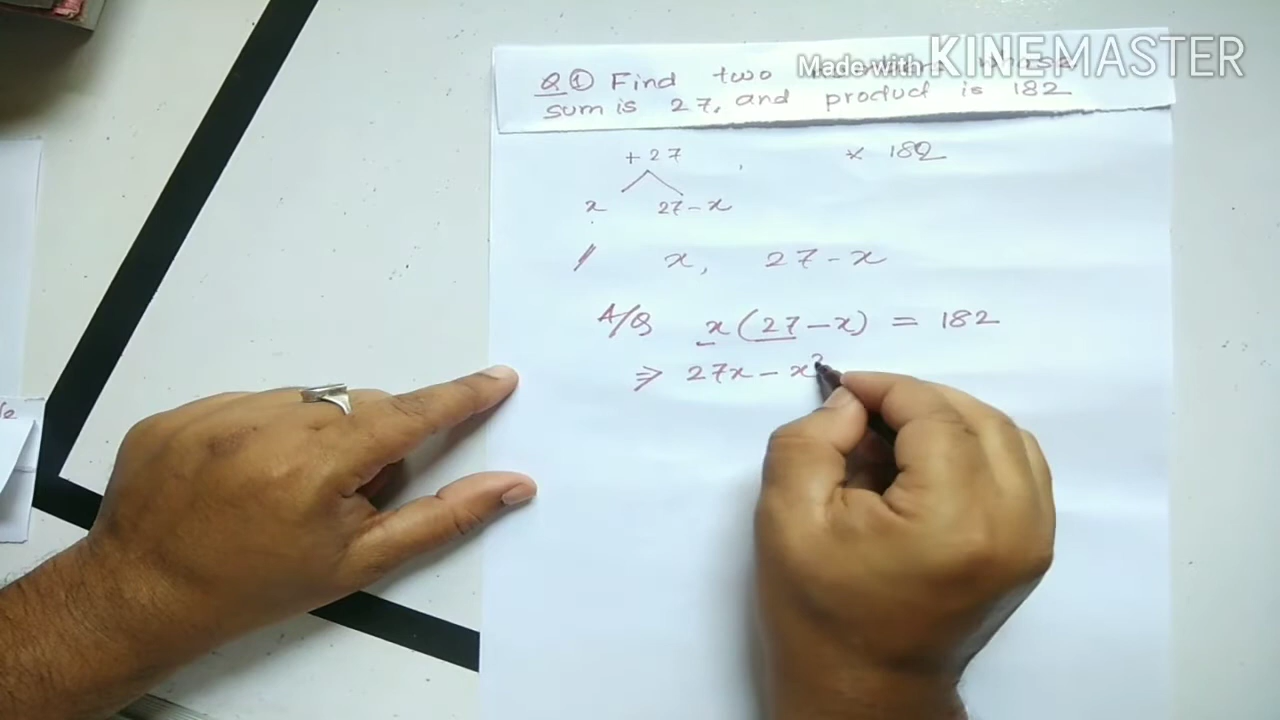 Made with KINEMASTER
Q① Find two
sum is 27, and product is 182
+27, × 182
x 27-x
x, 27-x
A/Q x(27-x) = 182
⇒ 27x-x²